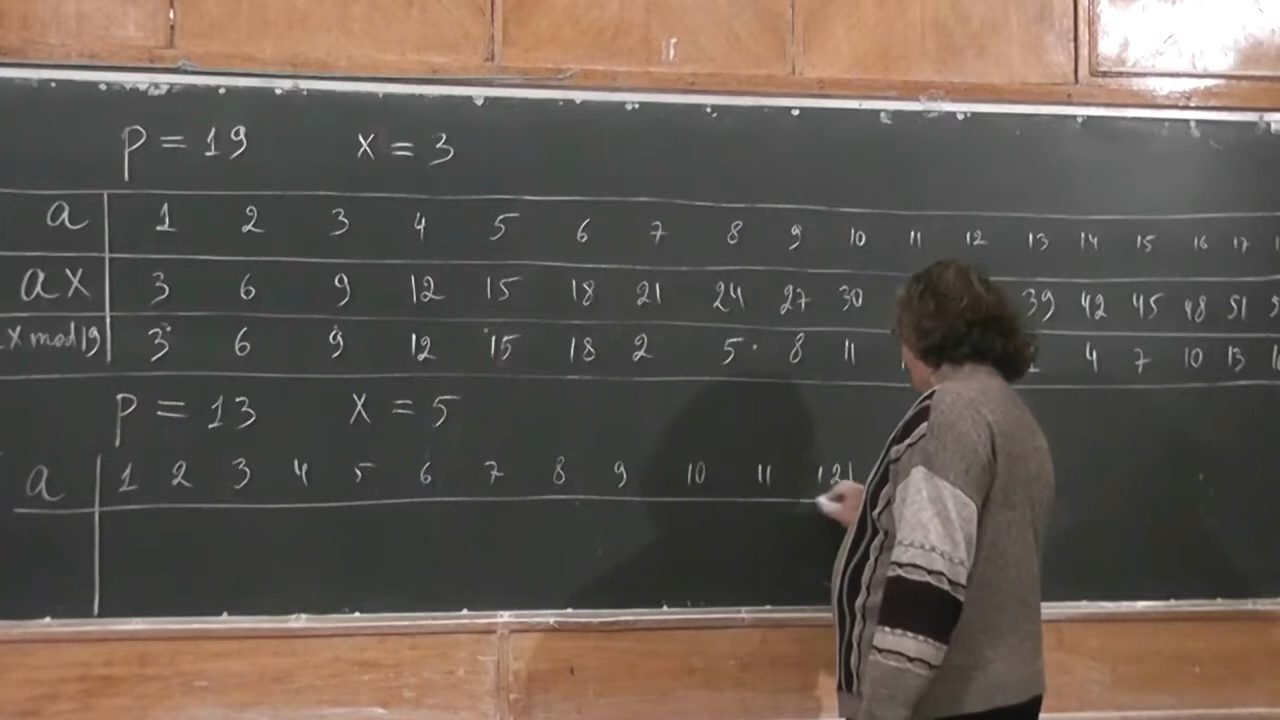 p = 19 x = 3
a 1 2 3 4 5 6 7 8 9 10 11 12 13 14 15 16 17
ax 3 6 9 12 15 18 21 24 27 30 39 42 45 48 51
x mod 19 3 6 9 12 15 18 2 5 8 11 4 7 10 13
p = 13 x = 5
a 1 2 3 4 5 6 7 8 9 10 11 12